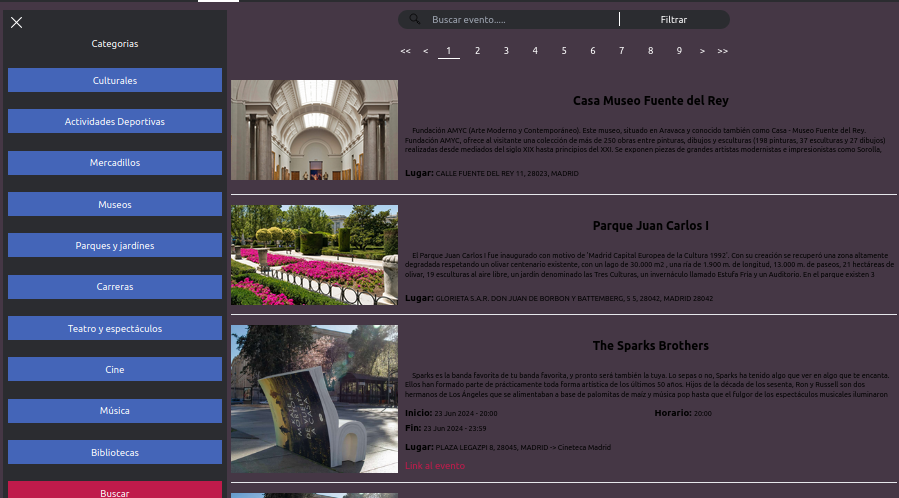 Categorias
Culturales
Actividades Deportivas
Mercadillos
Museos
Parques y jardínes
Carreras
Teatro y espectáculos
Cine
Música
Bibliotecas
Buscar
Buscar evento.....
Filtrar
<< < 1 2 3 4 5 6 7 8 9 > >>
Casa Museo Fuente del Rey
Fundación AMYC (Arte Moderno y Contemporáneo). Este museo, situado en Aravaca y conocido también como Casa - Museo Fuente del Rey.
Fundación AMYC, ofrece al visitante una colección de más de 250 obras entre pinturas, dibujos y esculturas (198 pinturas, 37 esculturas y 27 dibujos)
realizadas desde mediados del siglo XIX hasta principios del XXI. Se exponen piezas de grandes artistas modernistas e impresionistas como Sorolla,
Lugar: CALLE FUENTE DEL REY 11, 28023, MADRID
Parque Juan Carlos I
El Parque Juan Carlos I fue inaugurado con motivo de 'Madrid Capital Europea de la Cultura 1992'. Con su creación se recuperó una zona altamente
degradada respetando un olivar centenario existente, con un lago de 30.000 m2 , una ría de 1.900 m. de longitud, 13.000 m. de paseos, 21 hectáreas de
olivar, 19 esculturas al aire libre, un jardín denominado las Tres Culturas, un invernáculo llamado Estufa Fría y un Auditorio. En el parque existen 3
Lugar: GLORIETA S.A.R. DON JUAN DE BORBON Y BATTEMBERG, 5 5, 28042, MADRID 28042
The Sparks Brothers
Sparks es la banda favorita de tu banda favorita, y pronto será también la tuya. Lo sepas o no, Sparks ha tenido algo que ver en algo que te encanta.
Ellos han formado parte de prácticamente toda forma artística de los últimos 50 años. Hijos de la década de los sesenta, Ron y Russell son dos
hermanos de Los Ángeles que se alimentaban a base de palomitas de maíz y música pop hasta que el fulgor de los espectáculos musicales iluminaron
Inicio: 23 Jun 2024 - 20:00 Horario: 20:00
Fin: 23 Jun 2024 - 23:59
Lugar: PLAZA LEGAZPI 8, 28045, MADRID -> Cineteca Madrid
Link al evento